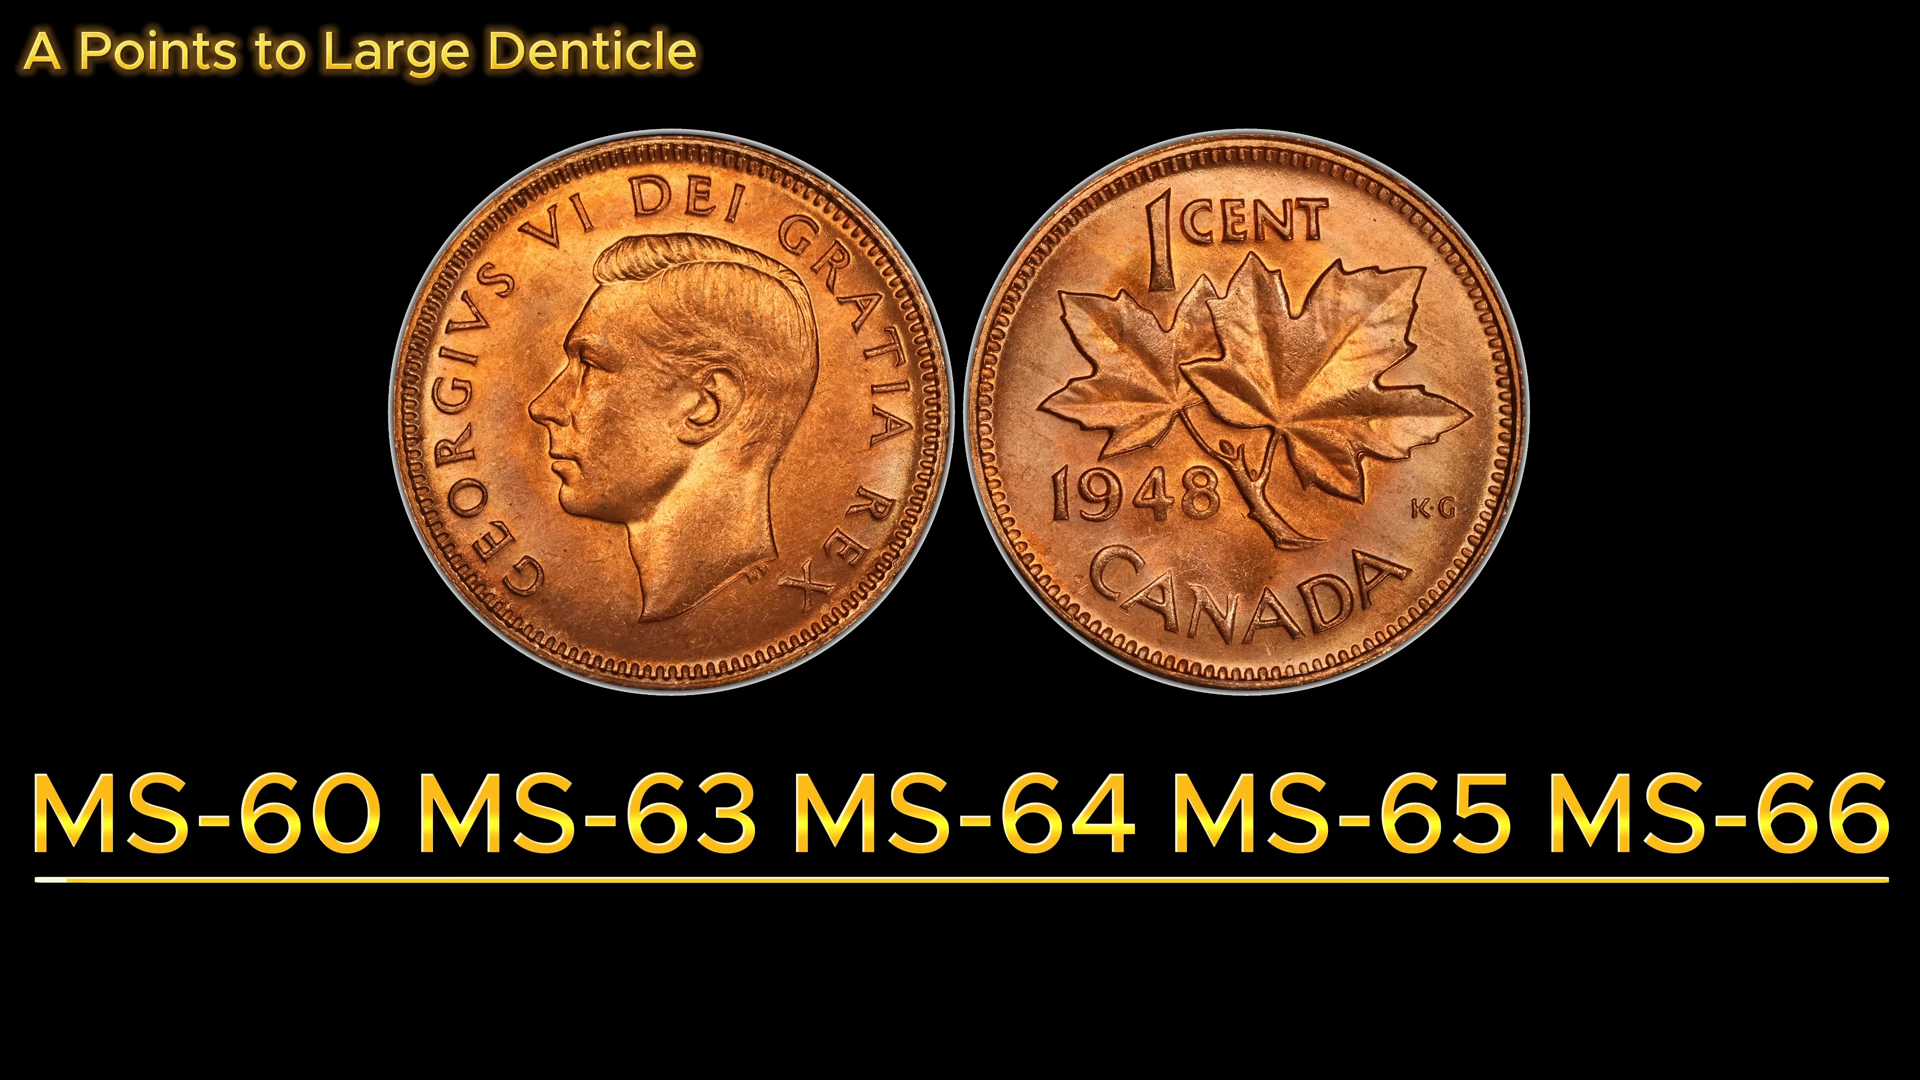 A Points to Large Denticle
GEORGIVS VI DEI GRATIA REX
1 CENT
1948
K·G
CANADA
MS-60 MS-63 MS-64 MS-65 MS-66